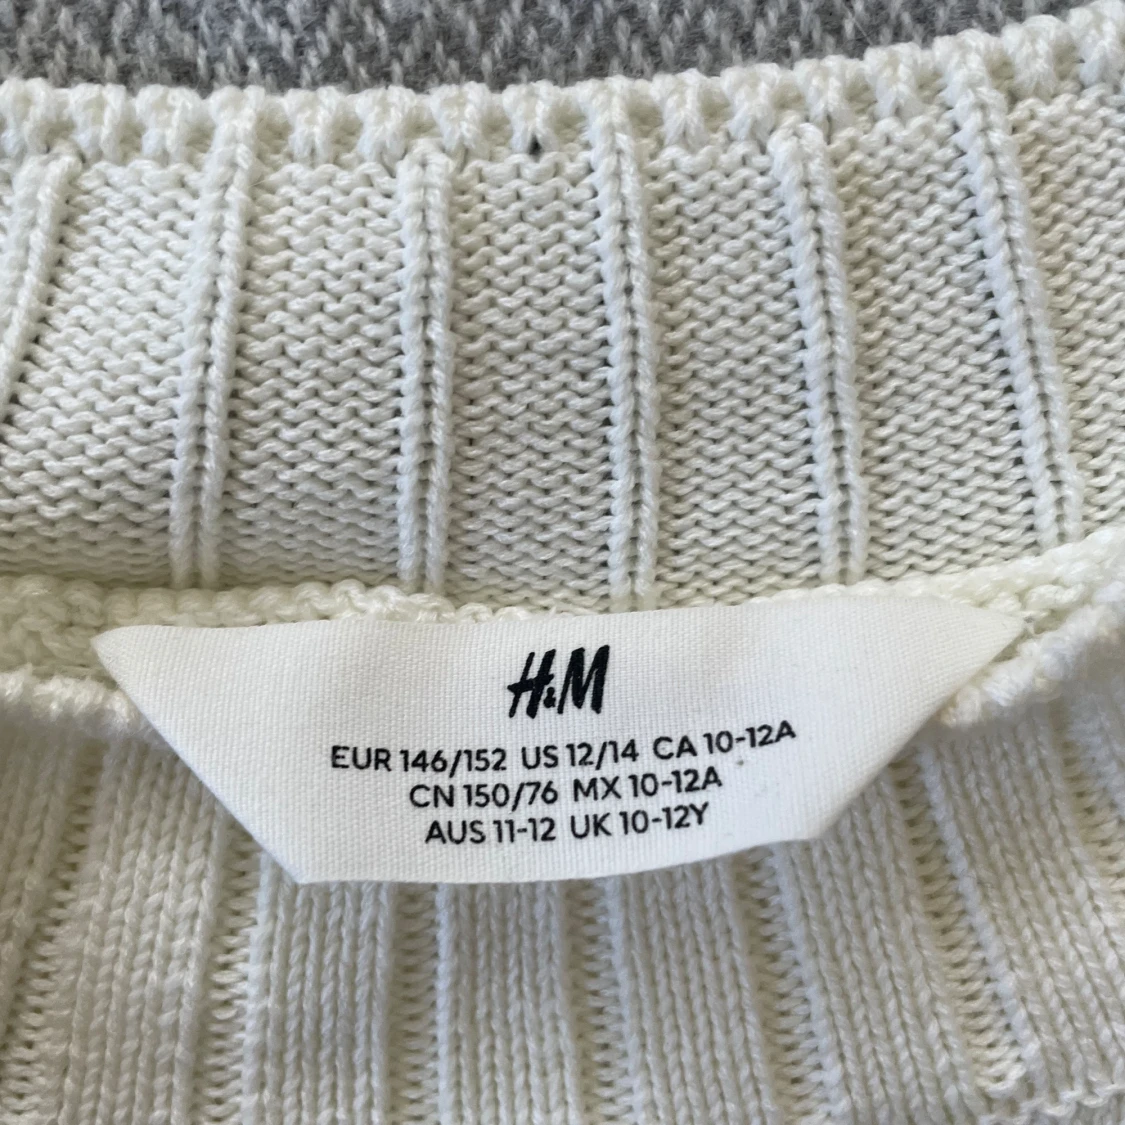 H&M
EUR 146/152 US 12/14 CA 10-12A
CN 150/76 MX 10-12A
AUS 11-12 UK 10-12Y